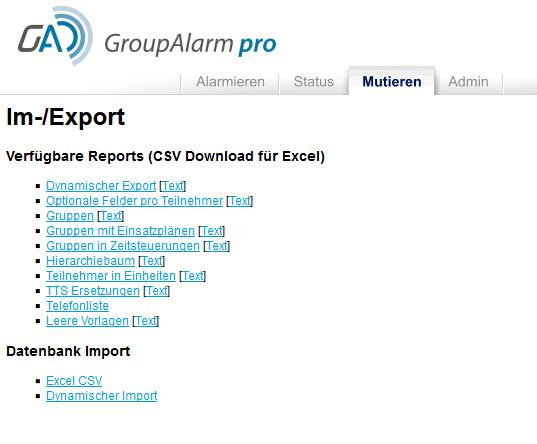 GAD GroupAlarm pro
Alarmieren Status Mutieren Admin
Im-/Export
Verfügbare Reports (CSV Download für Excel)
Dynamischer Export [Text]
Optionale Felder pro Teilnehmer [Text]
Gruppen [Text]
Gruppen mit Einsatzplänen [Text]
Gruppen in Zeitsteuerungen [Text]
Hierarchiebaum [Text]
Teilnehmer in Einheiten [Text]
TTS Ersetzungen [Text]
Telefonliste
Leere Vorlagen [Text]
Datenbank Import
Excel CSV
Dynamischer Import